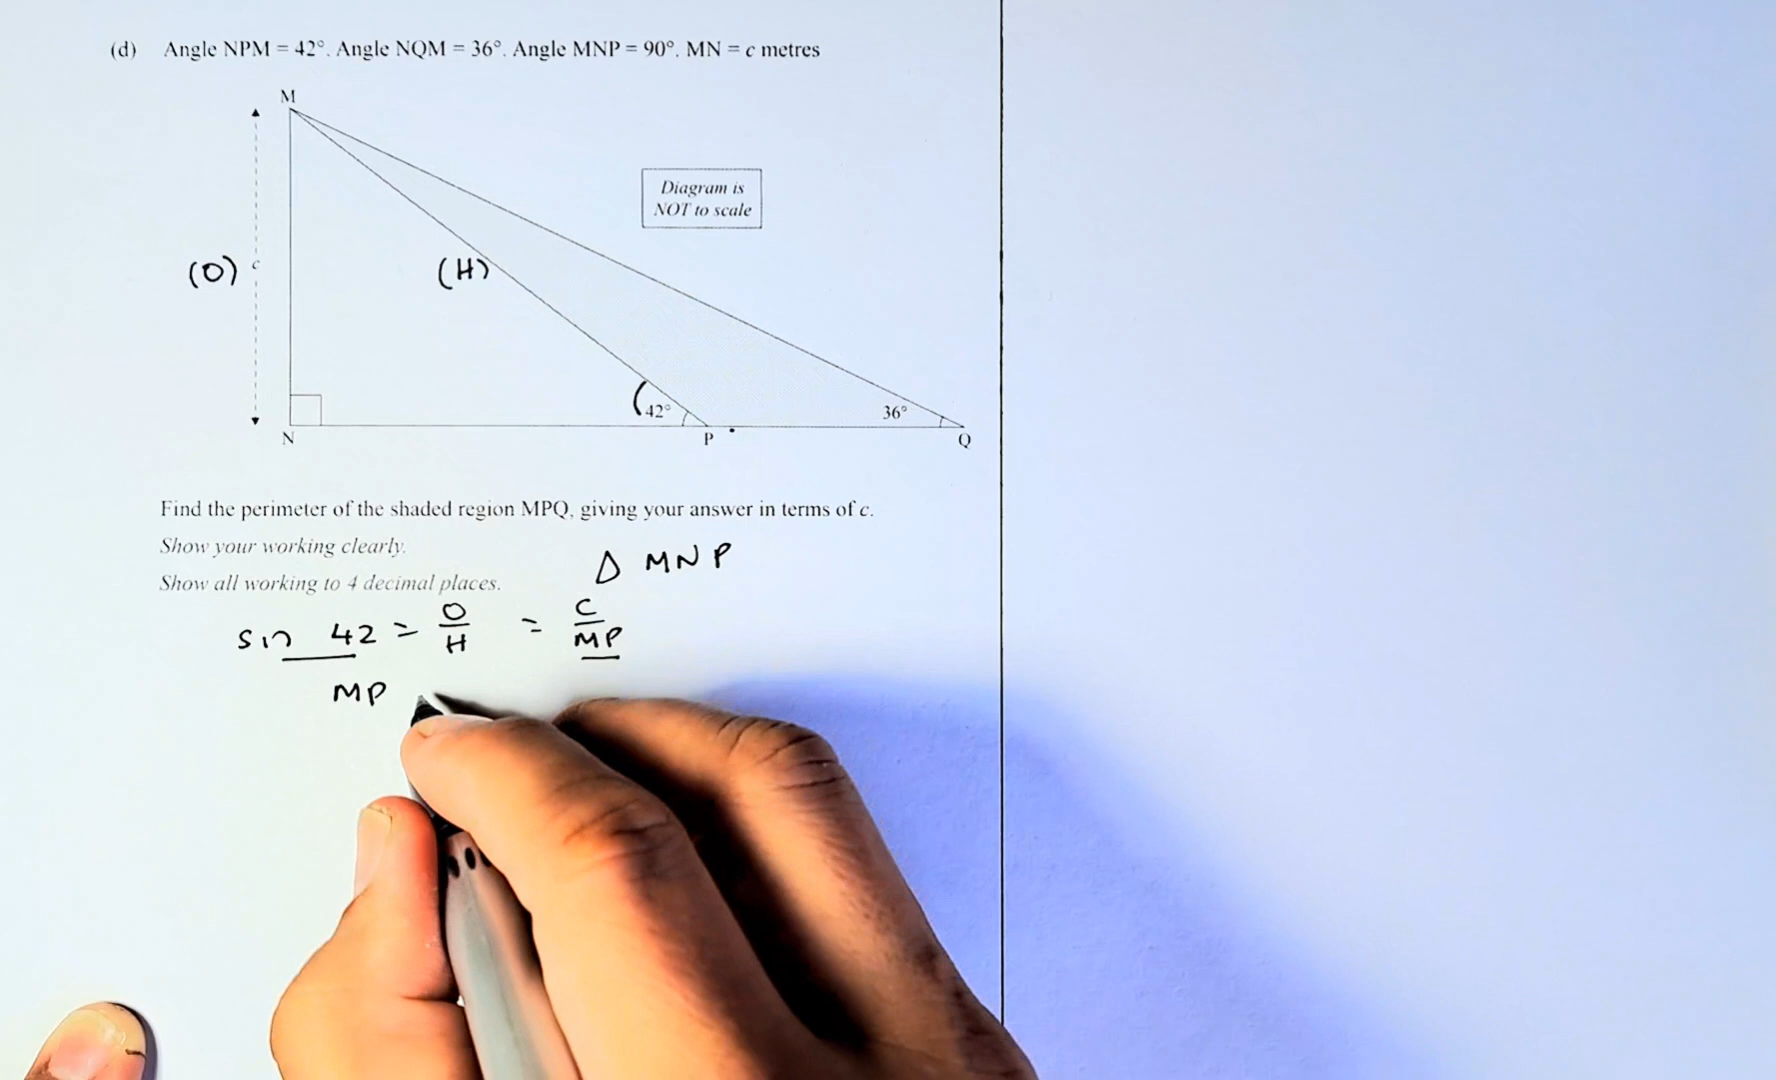 (d) Angle NPM = 42°. Angle NQM = 36°. Angle MNP = 90°. MN = c metres
M
Diagram is
NOT to scale
(O) c (H)
42° 36°
N P Q
Find the perimeter of the shaded region MPQ, giving your answer in terms of c.
Show your working clearly.
Δ MNP
Show all working to 4 decimal places.
sin 42 = O/H = C/MP
MP